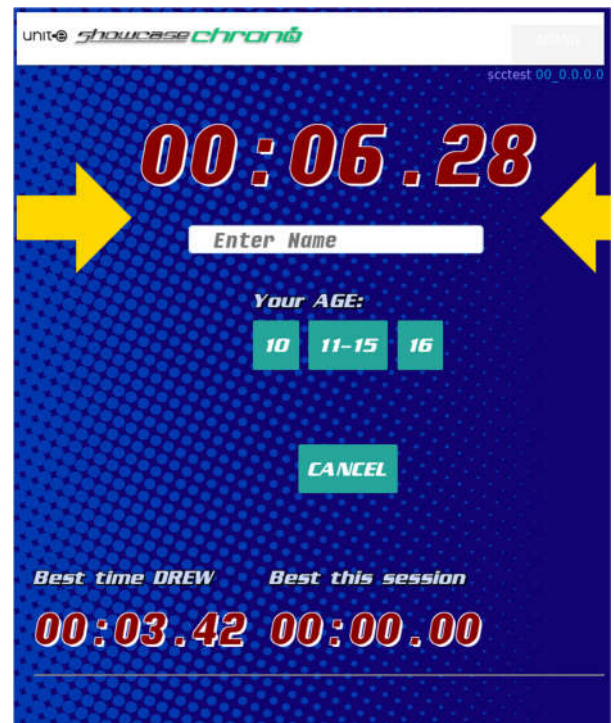 unit-e showcase chrono
scctest 00_0.0.0.0
00:06.28
Enter Name
Your AGE:
10 11-15 16
CANCEL
Best time DREW Best this session
00:03.42 00:00.00